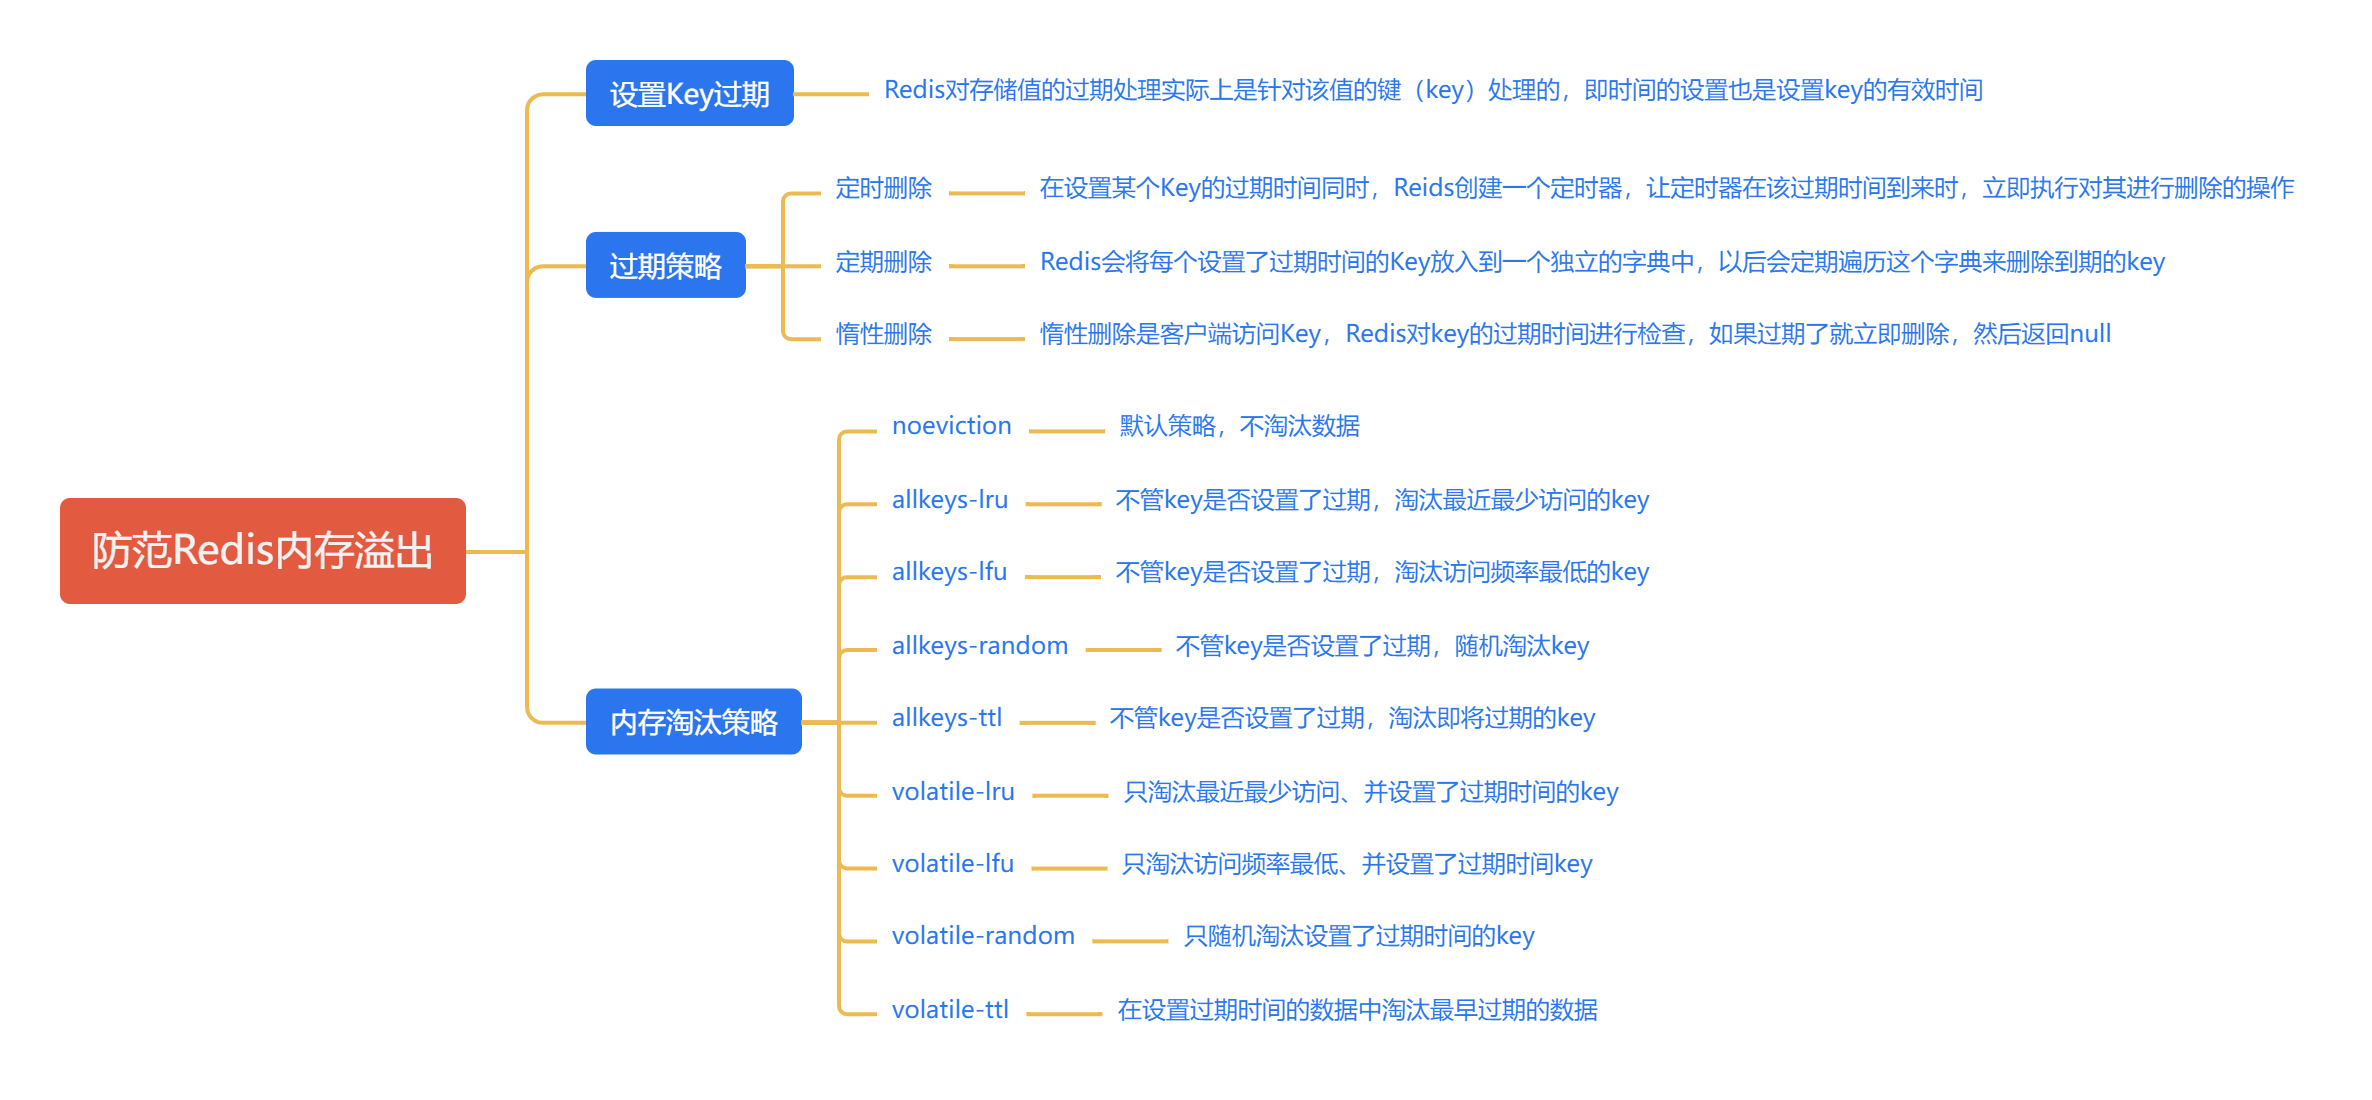 防范Redis内存溢出
设置Key过期
Redis对存储值的过期处理实际上是针对该值的键（key）处理的，即时间的设置也是设置key的有效时间
过期策略
定时删除
在设置某个Key的过期时间同时，Reids创建一个定时器，让定时器在该过期时间到来时，立即执行对其进行删除的操作
定期删除
Redis会将每个设置了过期时间的Key放入到一个独立的字典中，以后会定期遍历这个字典来删除到期的key
惰性删除
惰性删除是客户端访问Key，Redis对key的过期时间进行检查，如果过期了就立即删除，然后返回null
内存淘汰策略
noeviction
默认策略，不淘汰数据
allkeys-lru
不管key是否设置了过期，淘汰最近最少访问的key
allkeys-lfu
不管key是否设置了过期，淘汰访问频率最低的key
allkeys-random
不管key是否设置了过期，随机淘汰key
allkeys-ttl
不管key是否设置了过期，淘汰即将过期的key
volatile-lru
只淘汰最近最少访问、并设置了过期时间的key
volatile-lfu
只淘汰访问频率最低、并设置了过期时间key
volatile-random
只随机淘汰设置了过期时间的key
volatile-ttl
在设置过期时间的数据中淘汰最早过期的数据